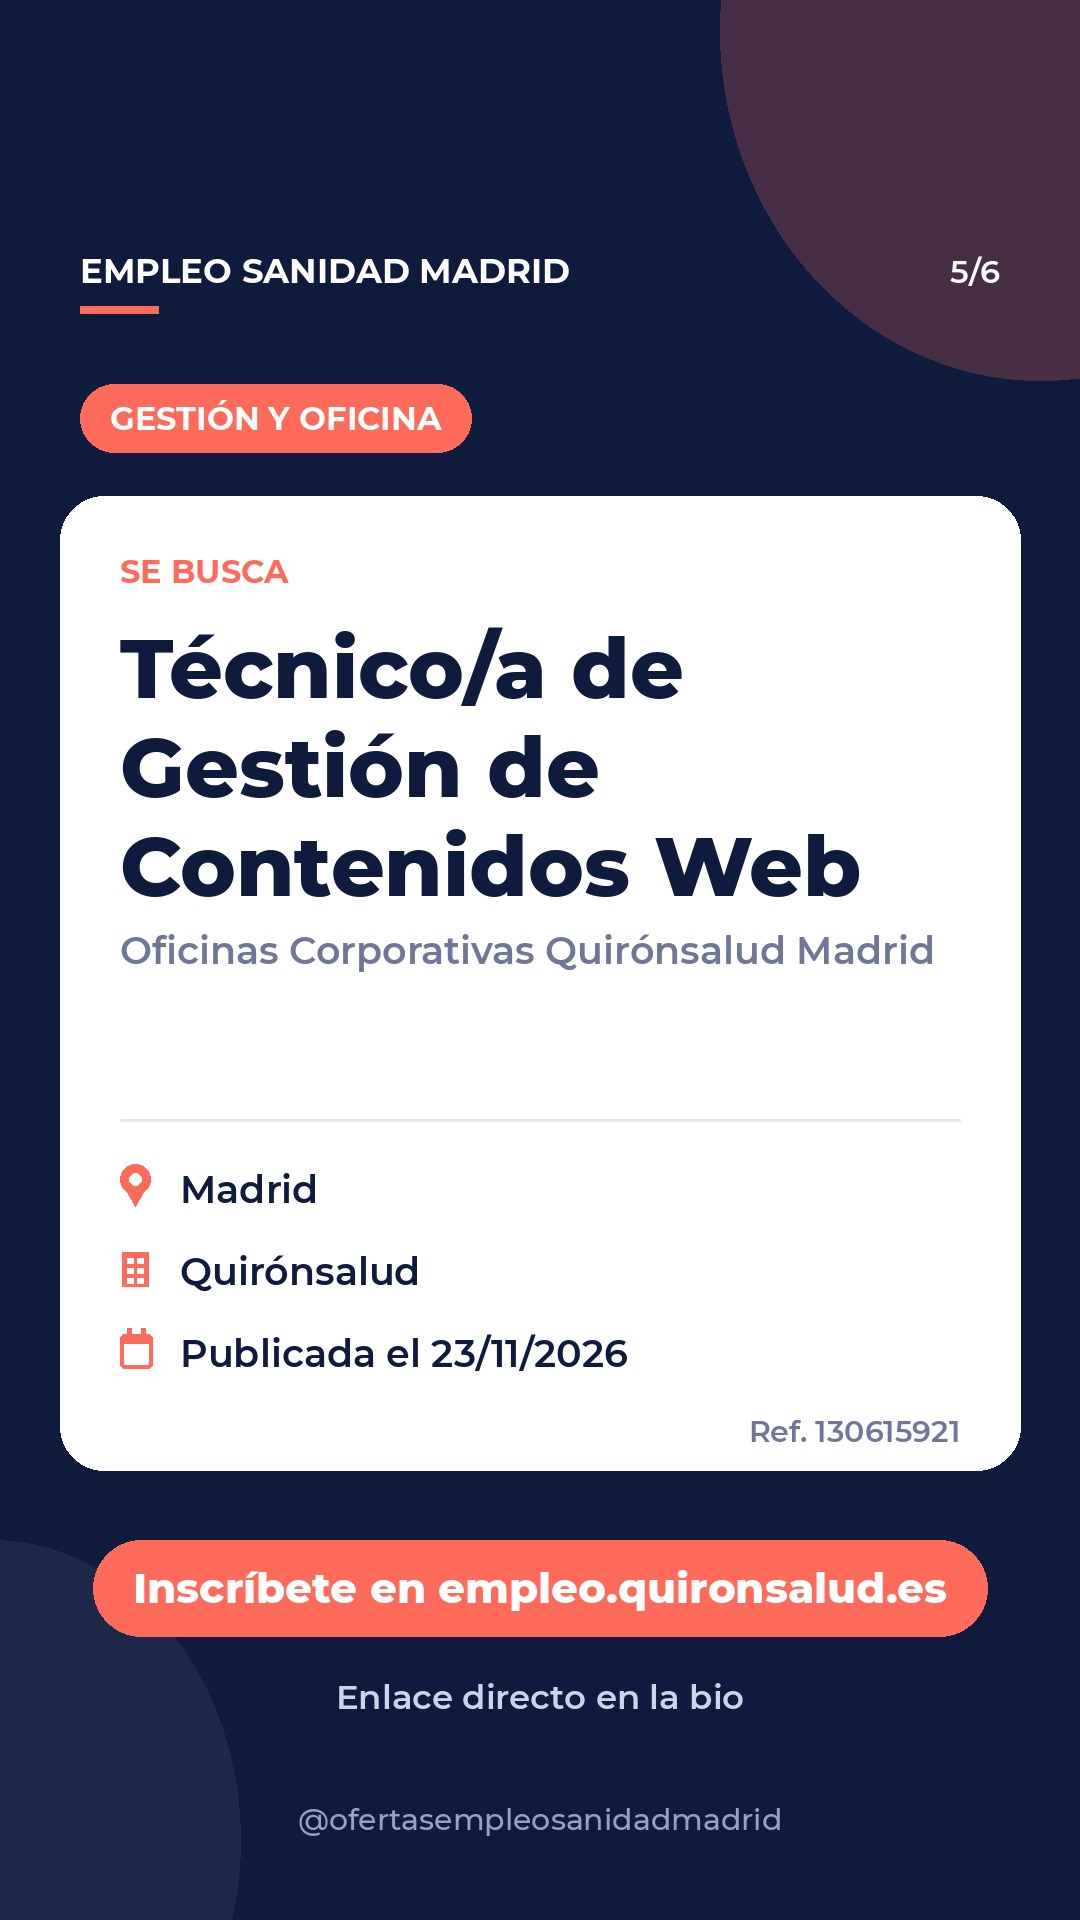 EMPLEO SANIDAD MADRID
5/6
GESTIÓN Y OFICINA
SE BUSCA
Técnico/a de
Gestión de
Contenidos Web
Oficinas Corporativas Quirónsalud Madrid
Madrid
Quirónsalud
Publicada el 23/11/2026
Ref. 130615921
Inscríbete en empleo.quironsalud.es
Enlace directo en la bio
@ofertasempleosanidadmadrid